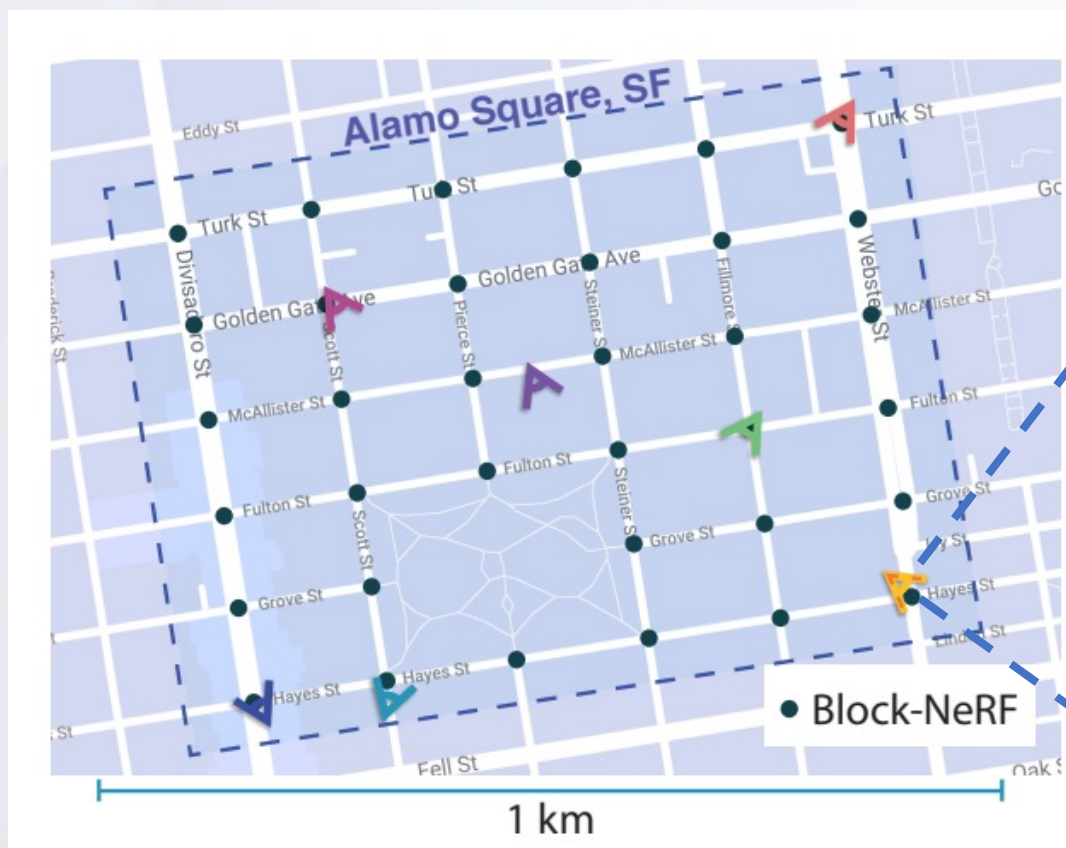 Alamo Square, SF
Eddy St
Turk St
Turk St
Turk St
Divisadero St
Golden Gate Ave
Golden Gate Ave
Scott St
Pierce St
Steiner S
Fillmore S
Webster St
McAllister St
McAllister St
McAllister St
Fulton St
Fulton St
Fulton St
Scott St
Steiner S
Grove St
Grove St
Grove St
Hayes St
Hayes St
Hayes St
Fell St
St
Block-NeRF
1 km